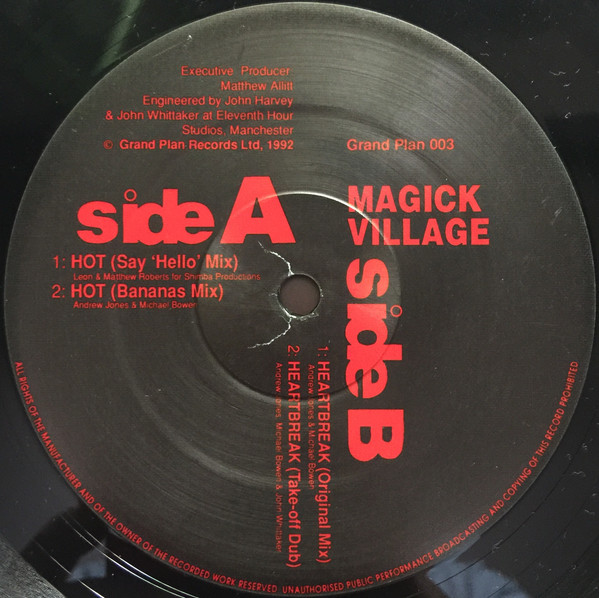 Executive Producer:
Matthew Allitt
Engineered by John Harvey
& John Whittaker at Eleventh Hour
Studios, Manchester
© Grand Plan Records Ltd, 1992
Grand Plan 003
MAGICK
VILLAGE
side A
1: HOT (Say 'Hello' Mix)
Leon & Matthew Roberts for Shimba Productions
2: HOT (Bananas Mix)
Andrew Jones & Michael Bowen
side B
1: HEARTBREAK (Original Mix)
Andrew Jones & Michael Bowen
2: HEARTBREAK (Take-off Dub)
Andrew Jones, Michael Bowen & John Whittaker
ALL RIGHTS OF THE MANUFACTURER AND OF THE OWNER OF THE RECORDED WORK RESERVED. UNAUTHORISED PUBLIC PERFORMANCE BROADCASTING AND COPYING OF THIS RECORD PROHIBITED